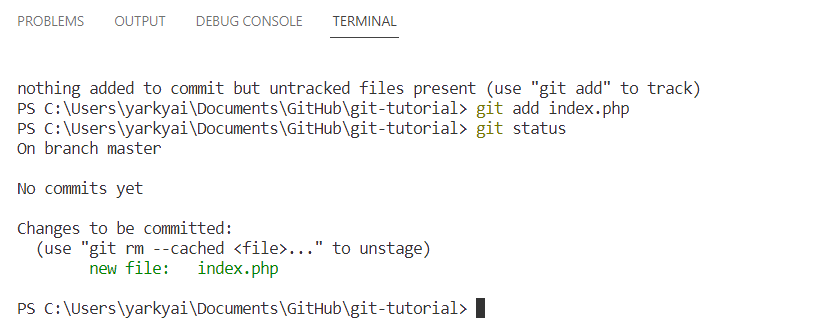 PROBLEMS OUTPUT DEBUG CONSOLE TERMINAL
nothing added to commit but untracked files present (use "git add" to track)
PS C:\Users\yarkyai\Documents\GitHub\git-tutorial> git add index.php
PS C:\Users\yarkyai\Documents\GitHub\git-tutorial> git status
On branch master
No commits yet
Changes to be committed:
(use "git rm --cached <file>..." to unstage)
new file: index.php
PS C:\Users\yarkyai\Documents\GitHub\git-tutorial>